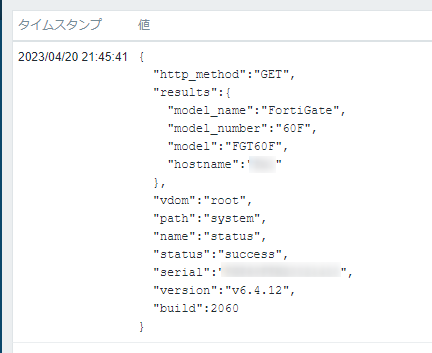 タイムスタンプ 値
2023/04/20 21:45:41 {
"http_method":"GET",
"results":{
"model_name":"FortiGate",
"model_number":"60F",
"model":"FGT60F",
"hostname":" "
},
"vdom":"root",
"path":"system",
"name":"status",
"status":"success",
"serial":" ",
"version":"v6.4.12",
"build":2060
}